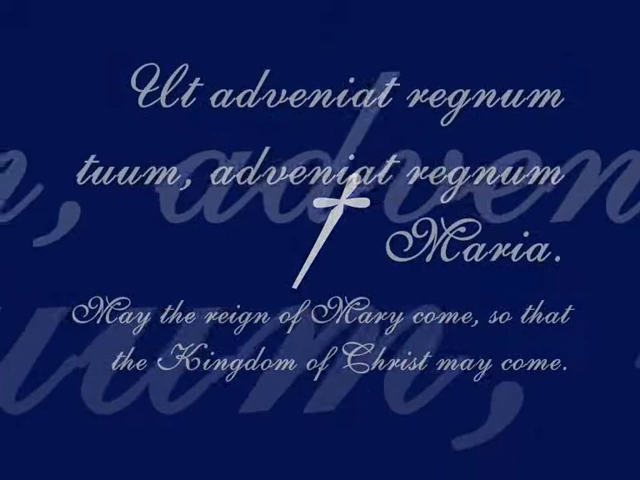 Ut adveniat regnum
tuum, adveniat regnum
Maria.
May the reign of Mary come, so that
the Kingdom of Christ may come.